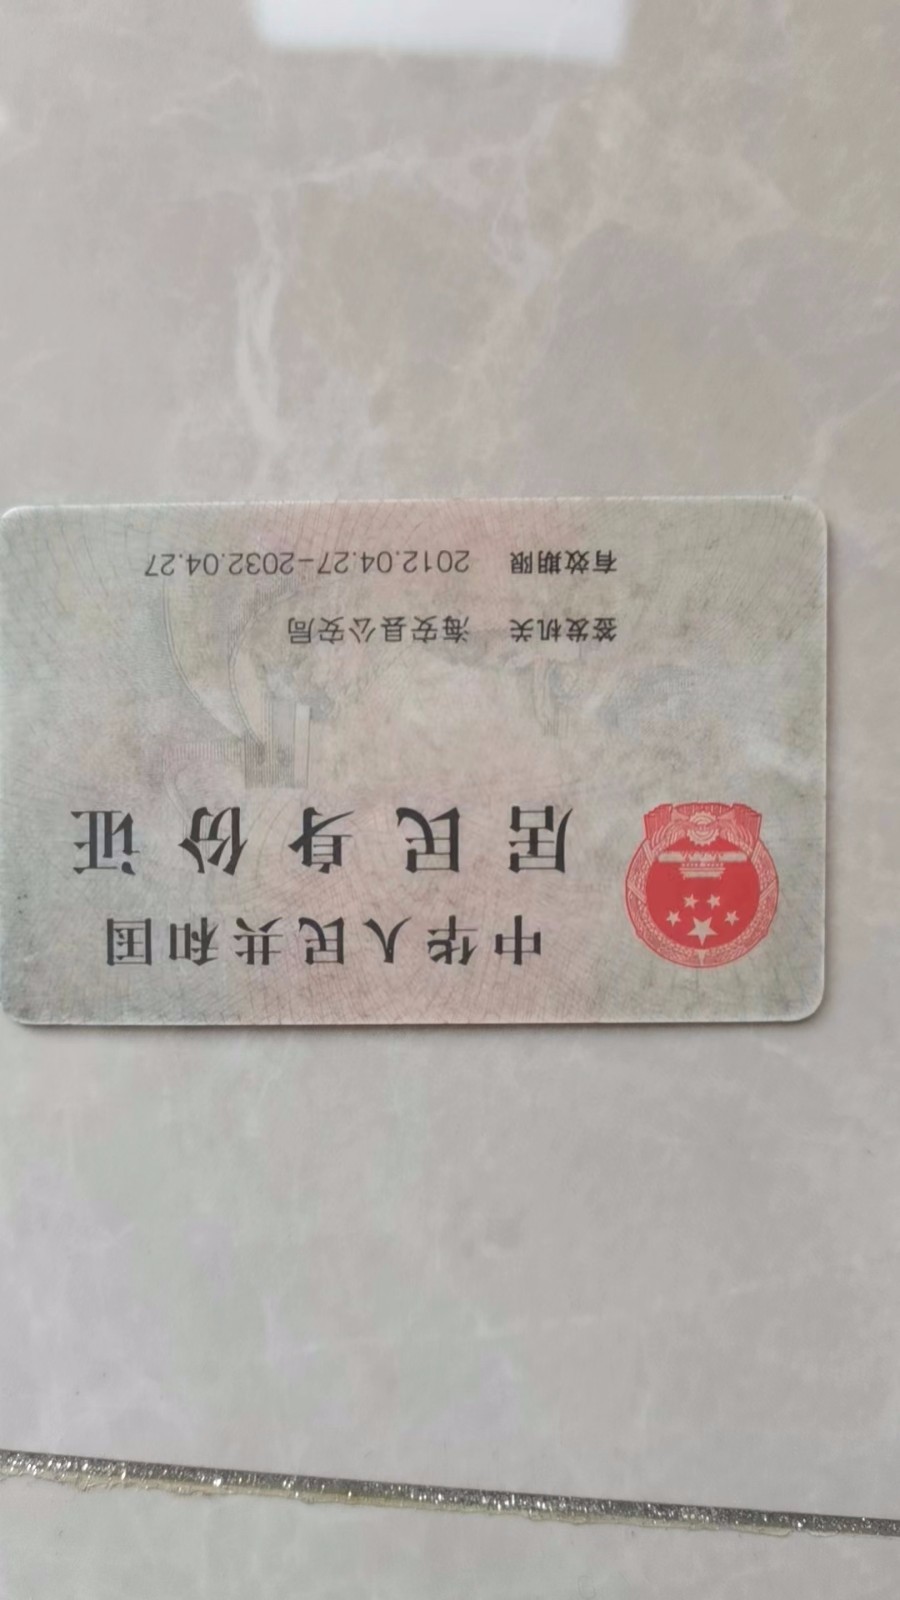 中华人民共和国
居民身份证
签发机关 海安县公安局
有效期限 2012.04.27-2032.04.27